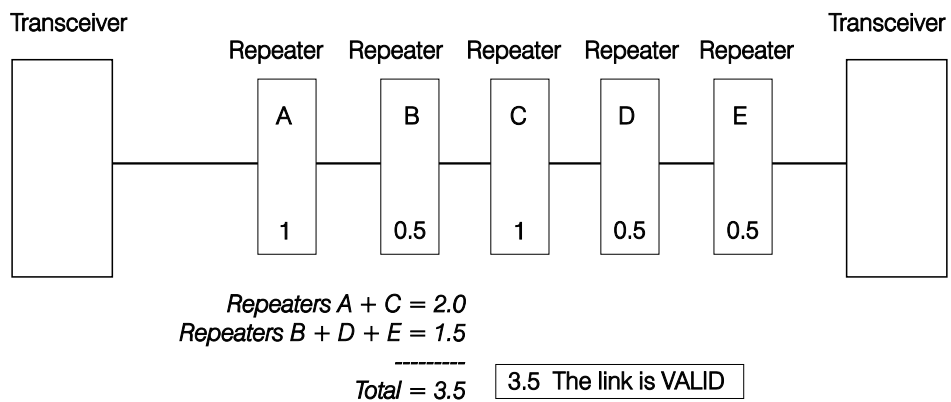 Transceiver Transceiver
Repeater Repeater Repeater Repeater Repeater
A B C D E
1 0.5 1 0.5 0.5
Repeaters A + C = 2.0
Repeaters B + D + E = 1.5
---------
Total = 3.5 3.5 The link is VALID